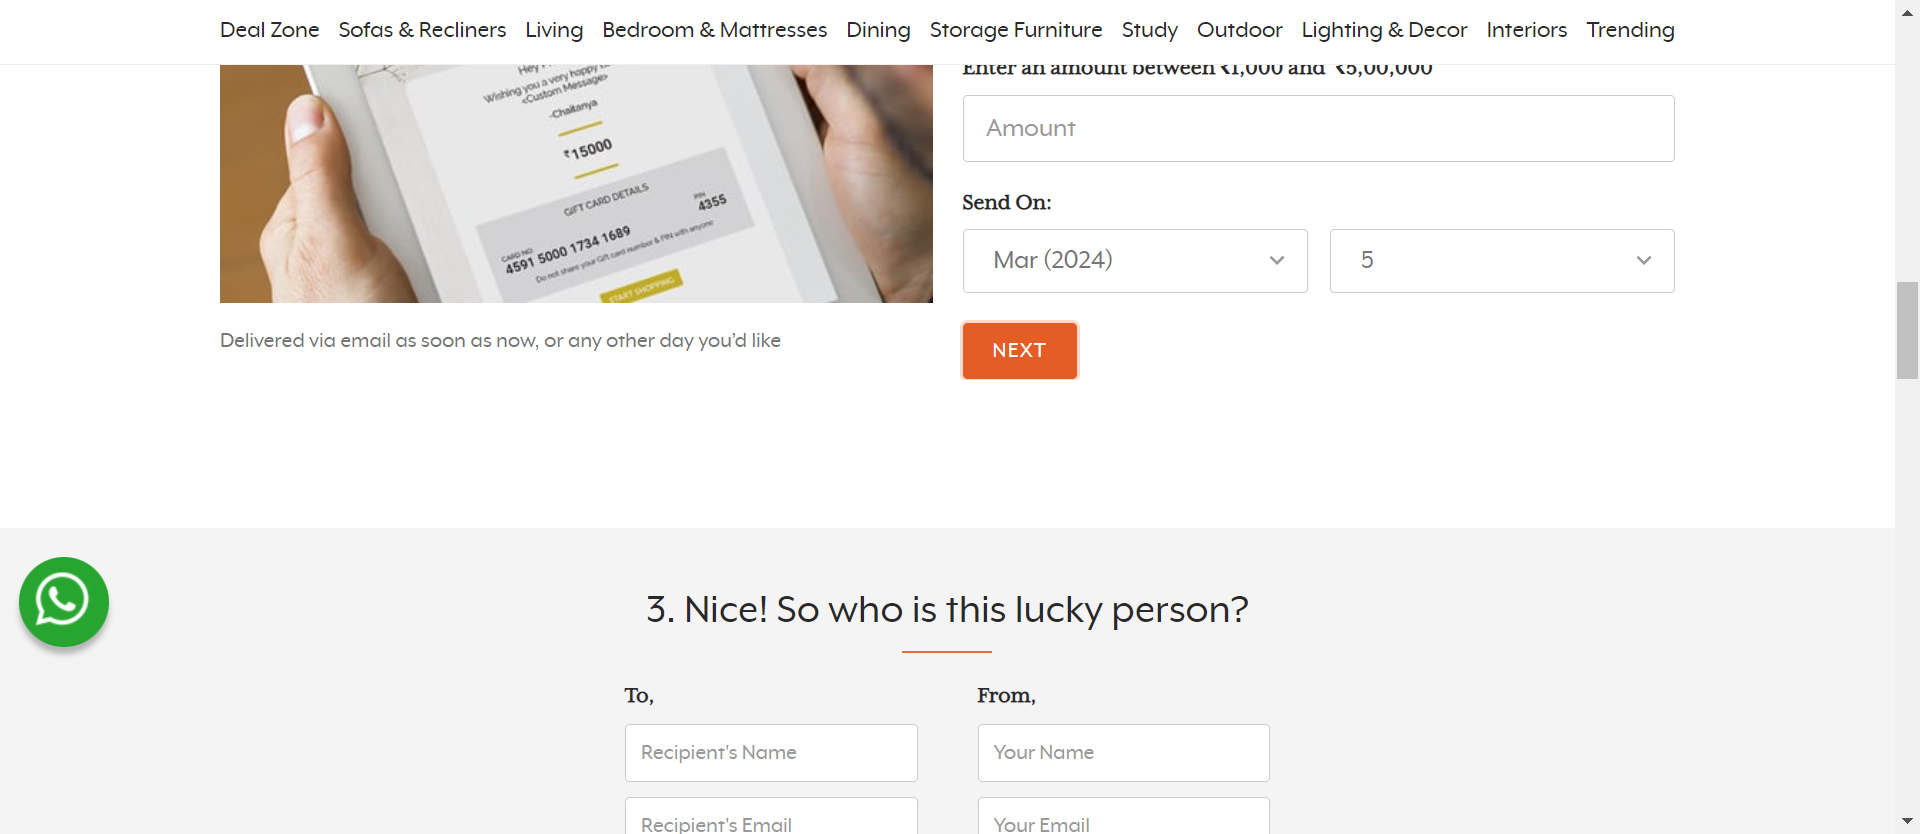 Deal Zone Sofas & Recliners Living Bedroom & Mattresses Dining Storage Furniture Study Outdoor Lighting & Decor Interiors Trending
Hey
Wishing you a very happy
<Custom Message>
-Chaitanya
₹15000
GIFT CARD DETAILS
PIN
4355
CARD NO.
4591 5000 1734 1689
Do not share your Gift card number & PIN with anyone
START SHOPPING
Delivered via email as soon as now, or any other day you’d like
Enter an amount between ₹1,000 and ₹5,00,000
Amount
Send On:
Mar (2024)
5
NEXT
3. Nice! So who is this lucky person?
To,
From,
Recipient's Name
Your Name
Recipient's Email
Your Email